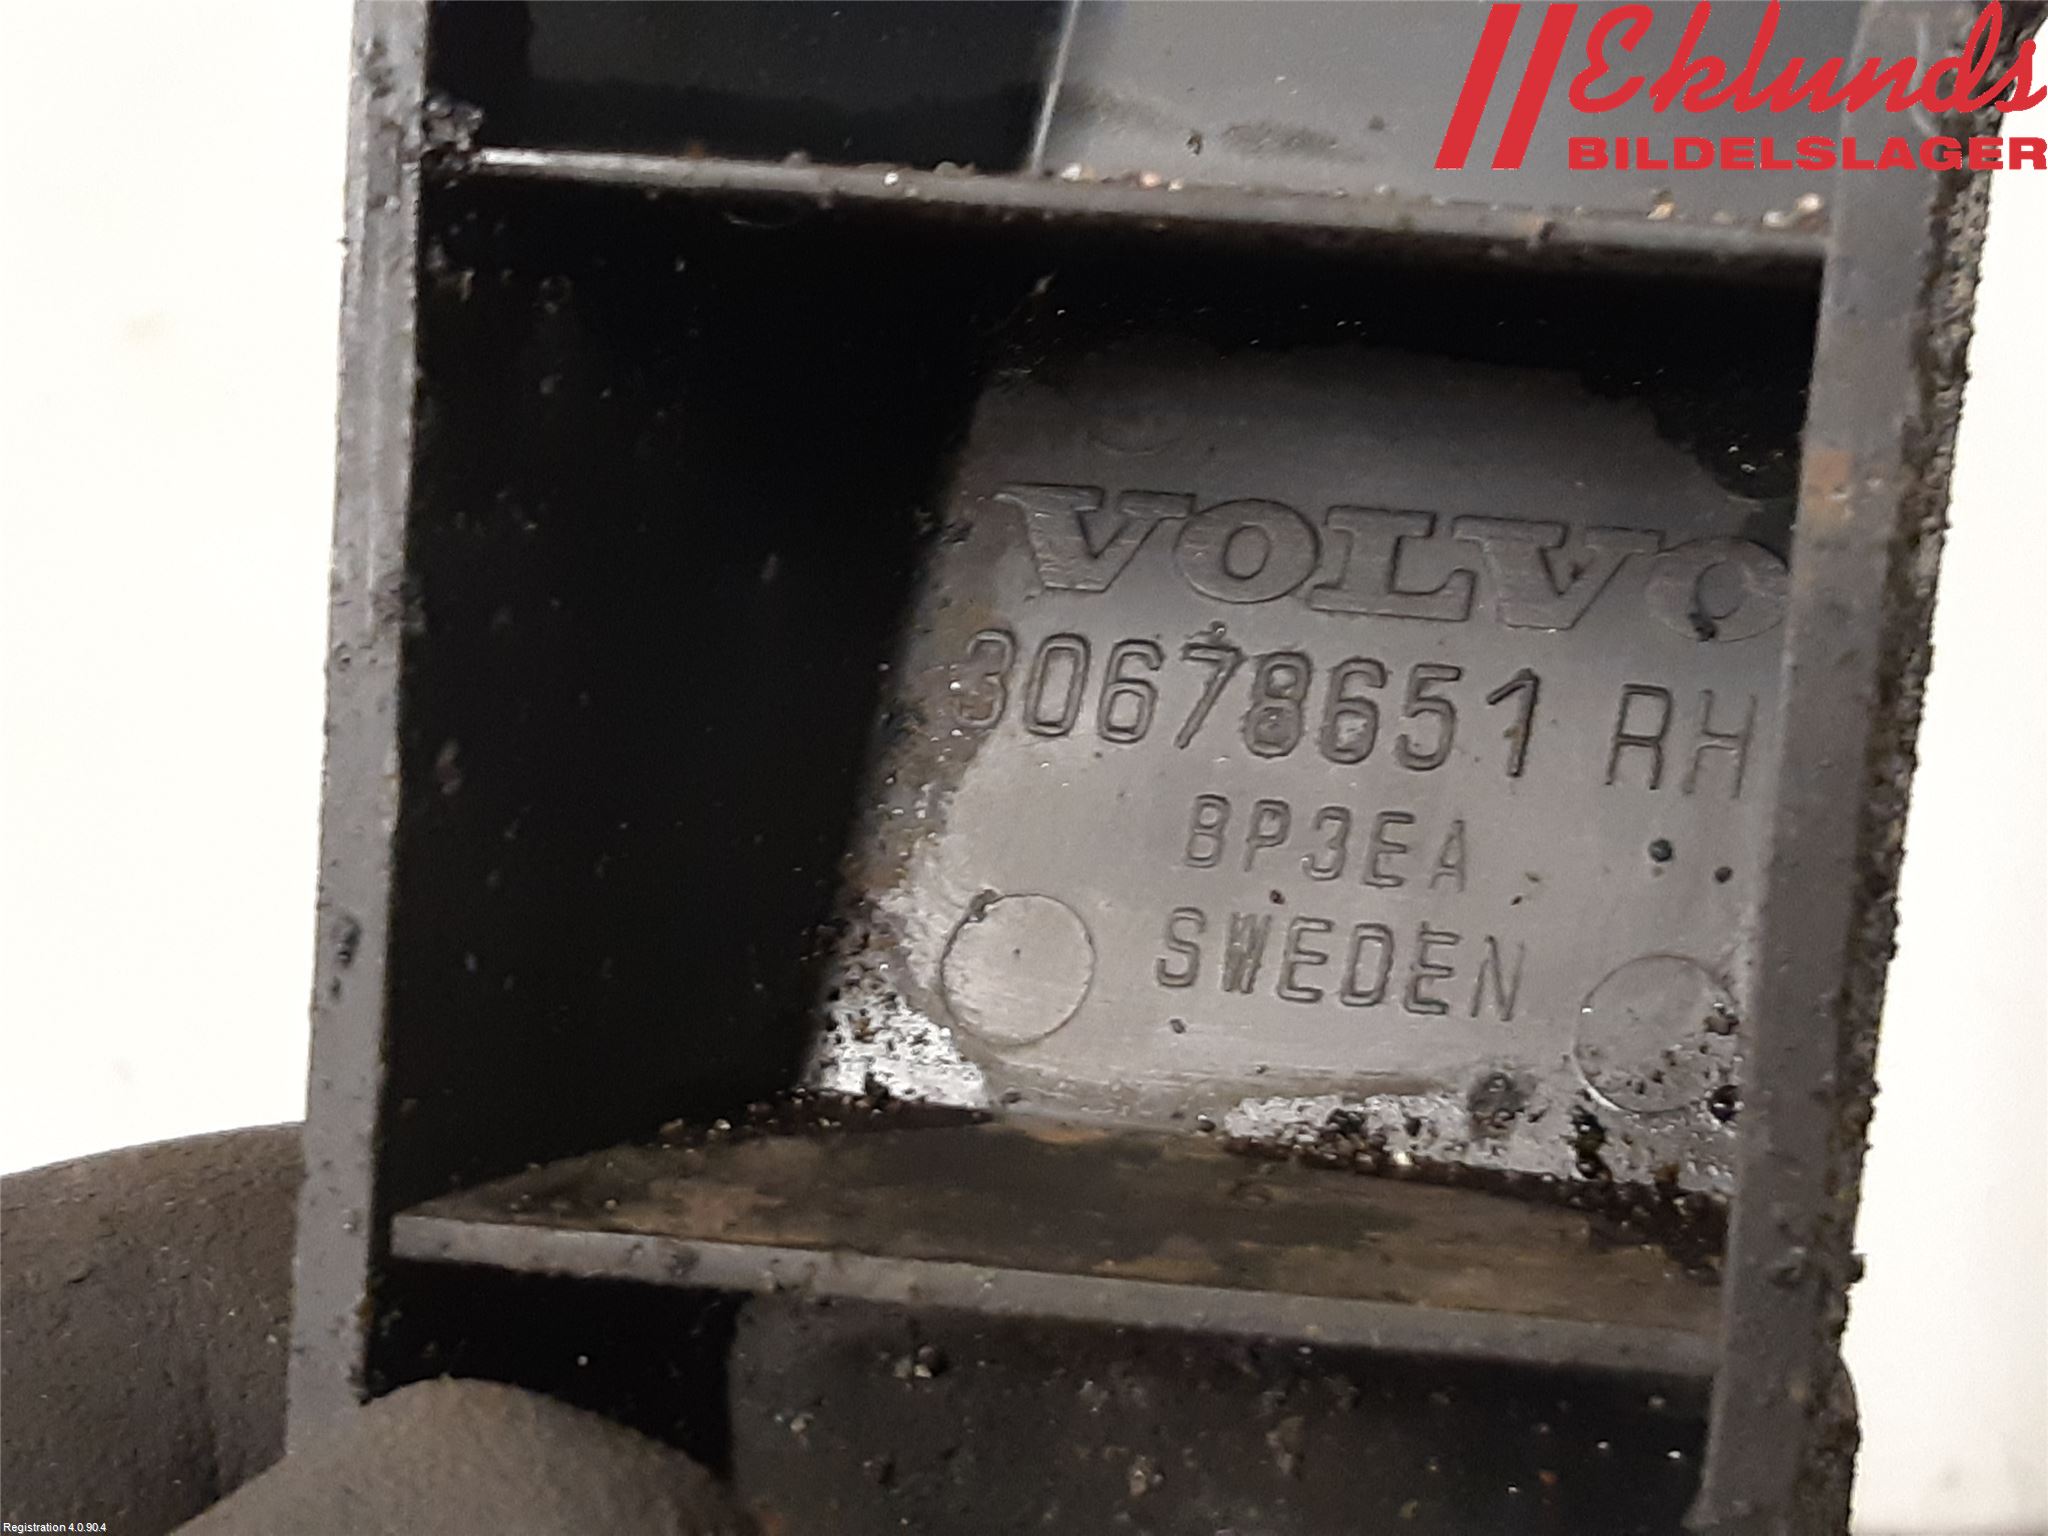 Eklunds
BILDELSLAGER
VOLVO
30678651 RH
BP3EA
SWEDEN
Registration 4.0.90.4